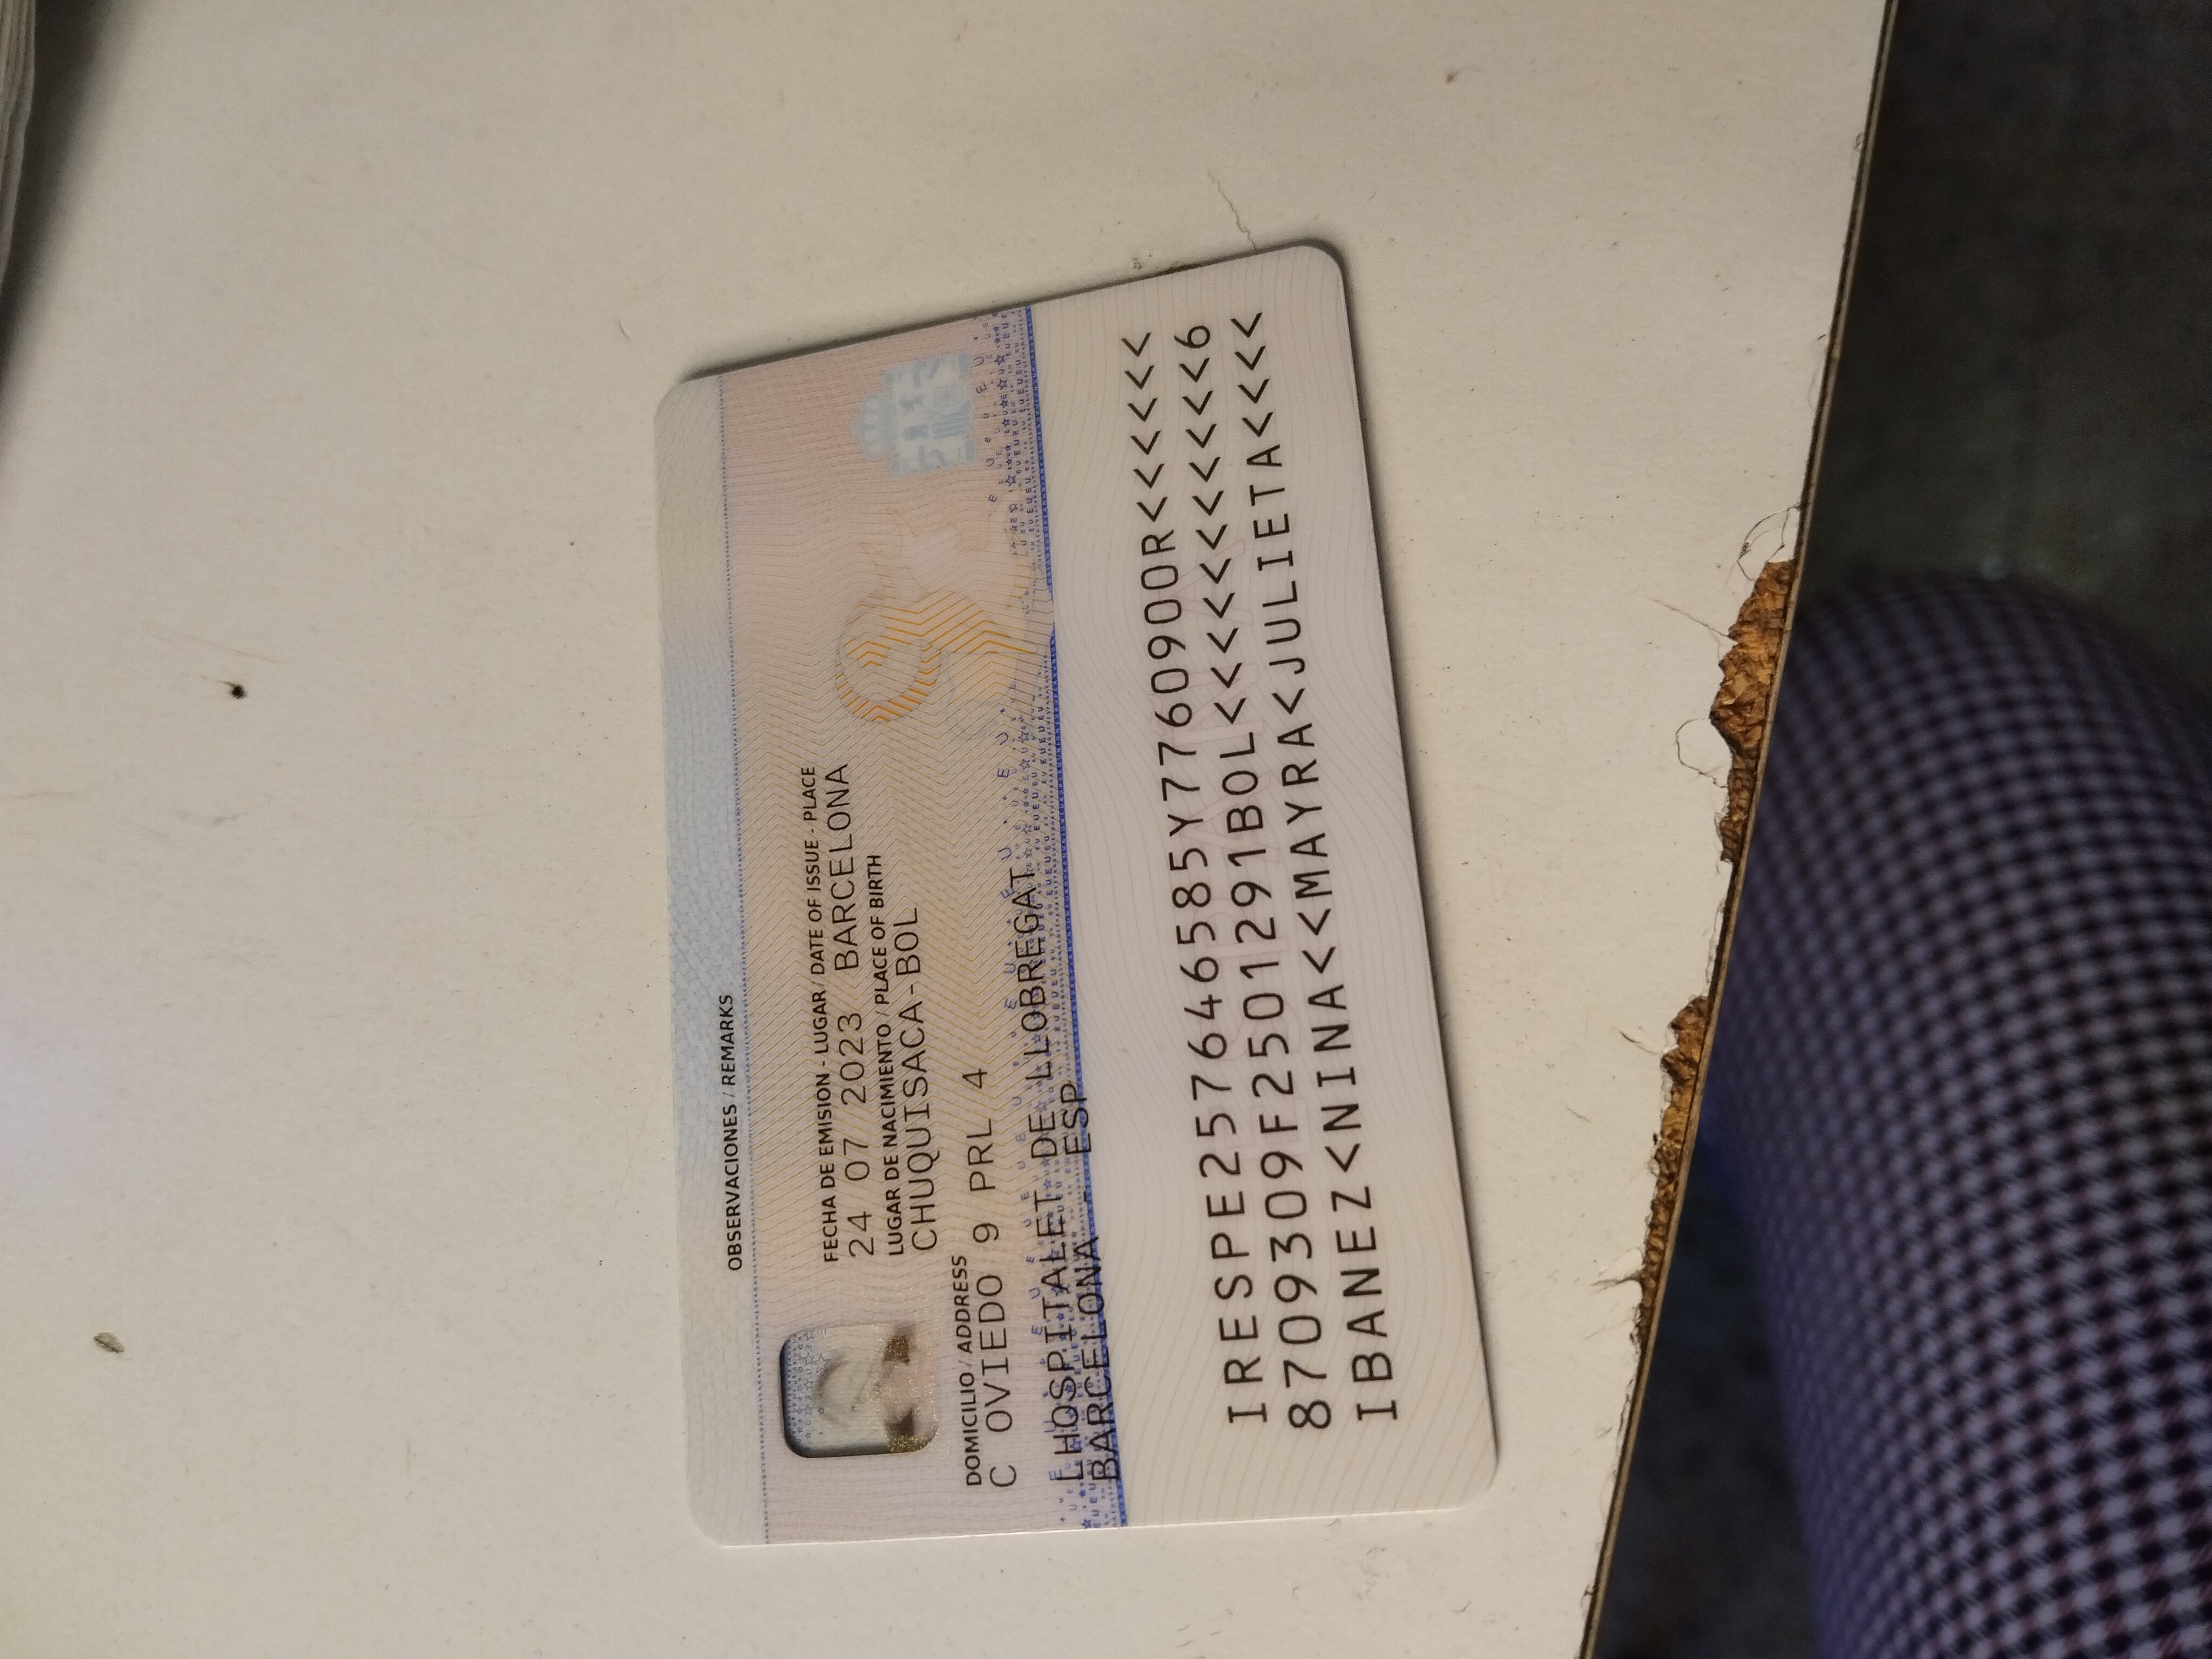 OBSERVACIONES / REMARKS
FECHA DE EMISIÓN - LUGAR / DATE OF ISSUE - PLACE
24 07 2023 BARCELONA
LUGAR DE NACIMIENTO / PLACE OF BIRTH
CHUQUISACA-BOL
DOMICILIO / ADDRESS
C OVIEDO 9 PRL 4
LHOSPITALET DE LLOBREGAT
BARCELONA - ESP
IRESPE257646585Y7760900R<<<<<<
8709309F2501291BOL<<<<<<<<<<<6
IBANEZ<NINA<<MAYRA<JULIETA<<<<